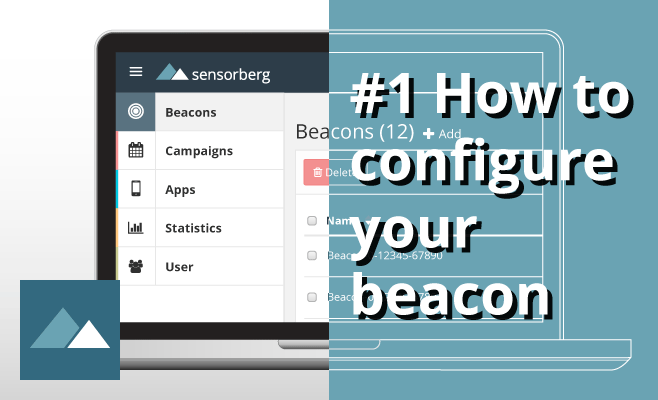 sensorberg
Beacons
Campaigns
Apps
Statistics
User
Beacons (12) + Add
#1 How to
configure
your
beacon